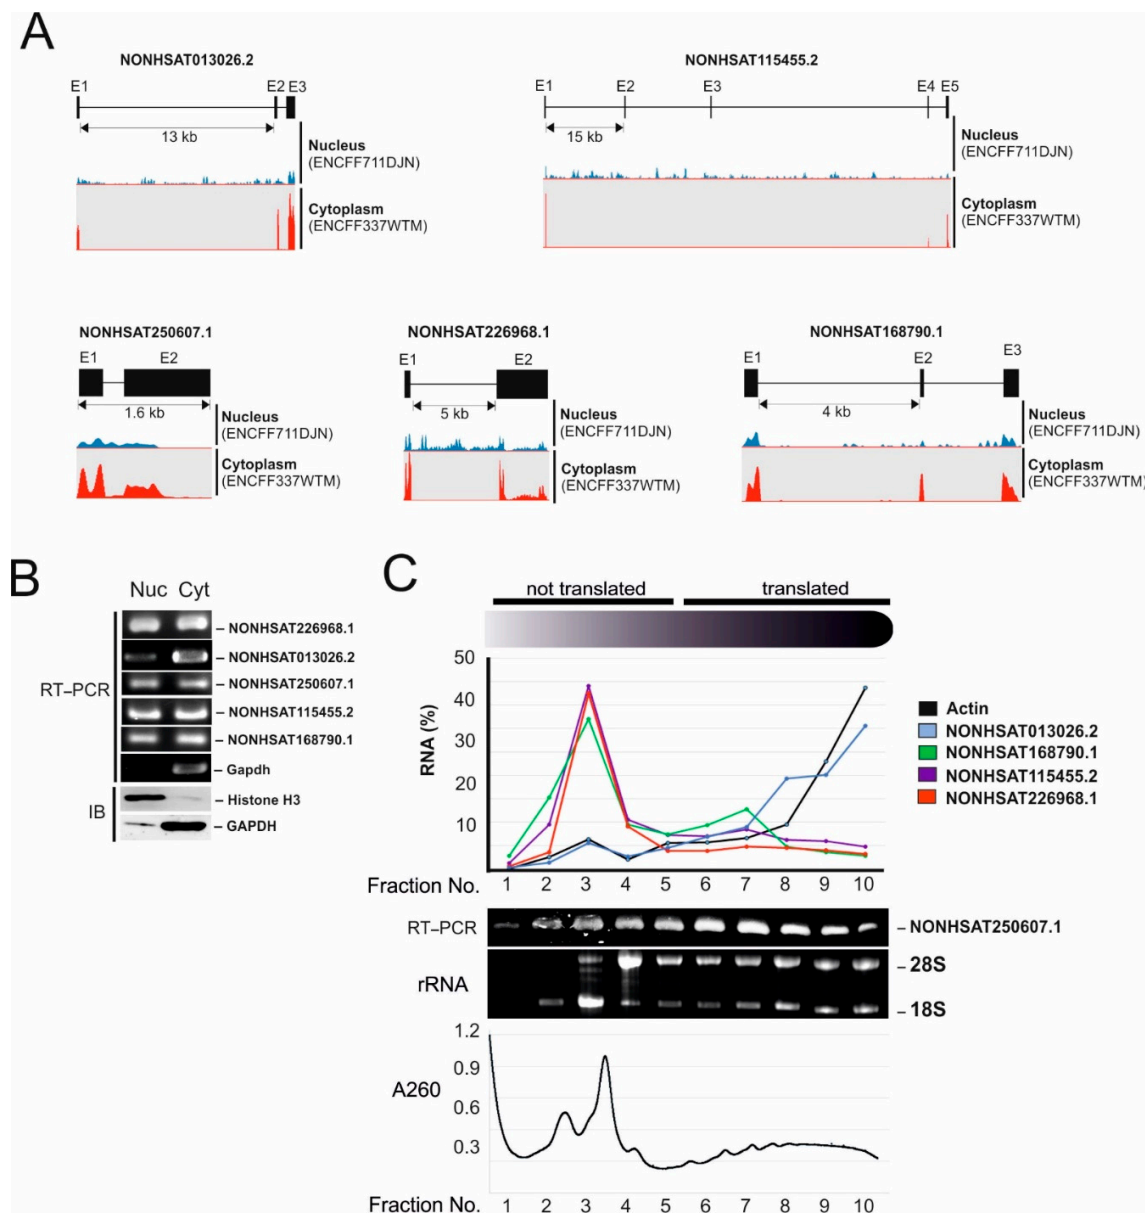 A
NONHSAT013026.2
E1 E2 E3
13 kb
Nucleus
(ENCFF711DJN)
Cytoplasm
(ENCFF337WTM)
NONHSAT115455.2
E1 E2 E3 E4 E5
15 kb
Nucleus
(ENCFF711DJN)
Cytoplasm
(ENCFF337WTM)
NONHSAT250607.1
E1 E2
1.6 kb
Nucleus
(ENCFF711DJN)
Cytoplasm
(ENCFF337WTM)
NONHSAT226968.1
E1 E2
5 kb
Nucleus
(ENCFF711DJN)
Cytoplasm
(ENCFF337WTM)
NONHSAT168790.1
E1 E2 E3
4 kb
Nucleus
(ENCFF711DJN)
Cytoplasm
(ENCFF337WTM)
B
Nuc Cyt
RT–PCR
– NONHSAT226968.1
– NONHSAT013026.2
– NONHSAT250607.1
– NONHSAT115455.2
– NONHSAT168790.1
– Gapdh
IB
– Histone H3
– GAPDH
C
not translated translated
50
40
30
20
10
RNA (%)
Actin
NONHSAT013026.2
NONHSAT168790.1
NONHSAT115455.2
NONHSAT226968.1
Fraction No. 1 2 3 4 5 6 7 8 9 10
RT–PCR – NONHSAT250607.1
rRNA
– 28S
– 18S
1.2
0.9
0.6
0.3
A260
Fraction No. 1 2 3 4 5 6 7 8 9 10